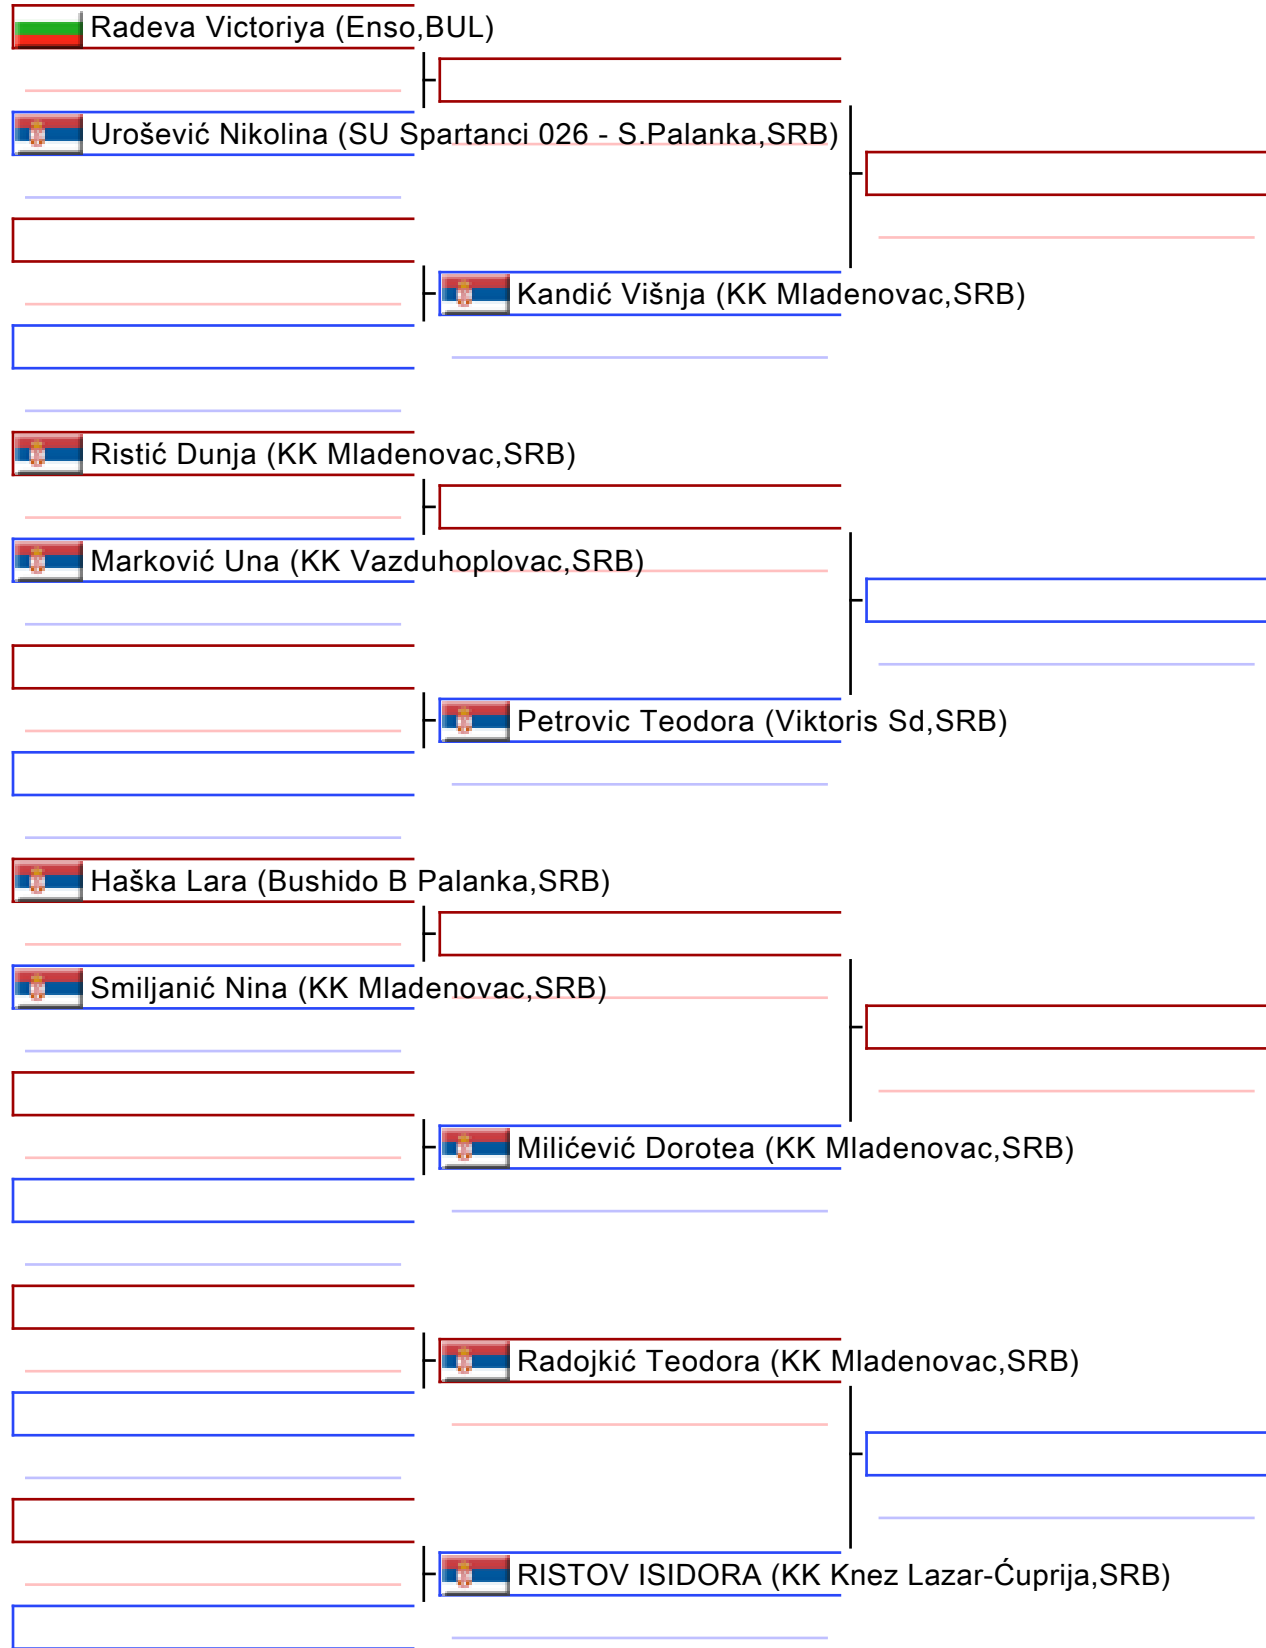 Radeva Victoriya (Enso,BUL)
Urošević Nikolina (SU Spartanci 026 - S.Palanka,SRB)
Kandić Višnja (KK Mladenovac,SRB)
Ristić Dunja (KK Mladenovac,SRB)
Marković Una (KK Vazduhoplovac,SRB)
Petrovic Teodora (Viktoris Sd,SRB)
Haška Lara (Bushido B Palanka,SRB)
Smiljanić Nina (KK Mladenovac,SRB)
Milićević Dorotea (KK Mladenovac,SRB)
Radojkić Teodora (KK Mladenovac,SRB)
RISTOV ISIDORA (KK Knez Lazar-Ćuprija,SRB)